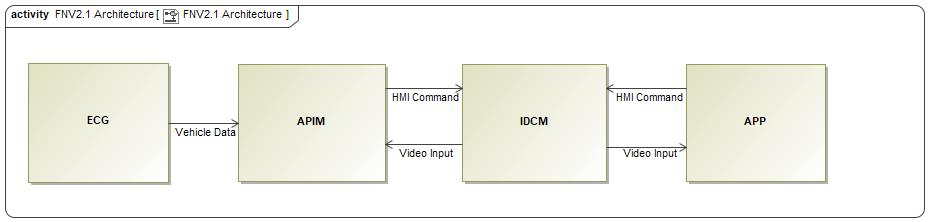 activity FNV2.1 Architecture [ FNV2.1 Architecture ]
ECG
Vehicle Data
APIM
HMI Command
Video Input
IDCM
HMI Command
Video Input
APP